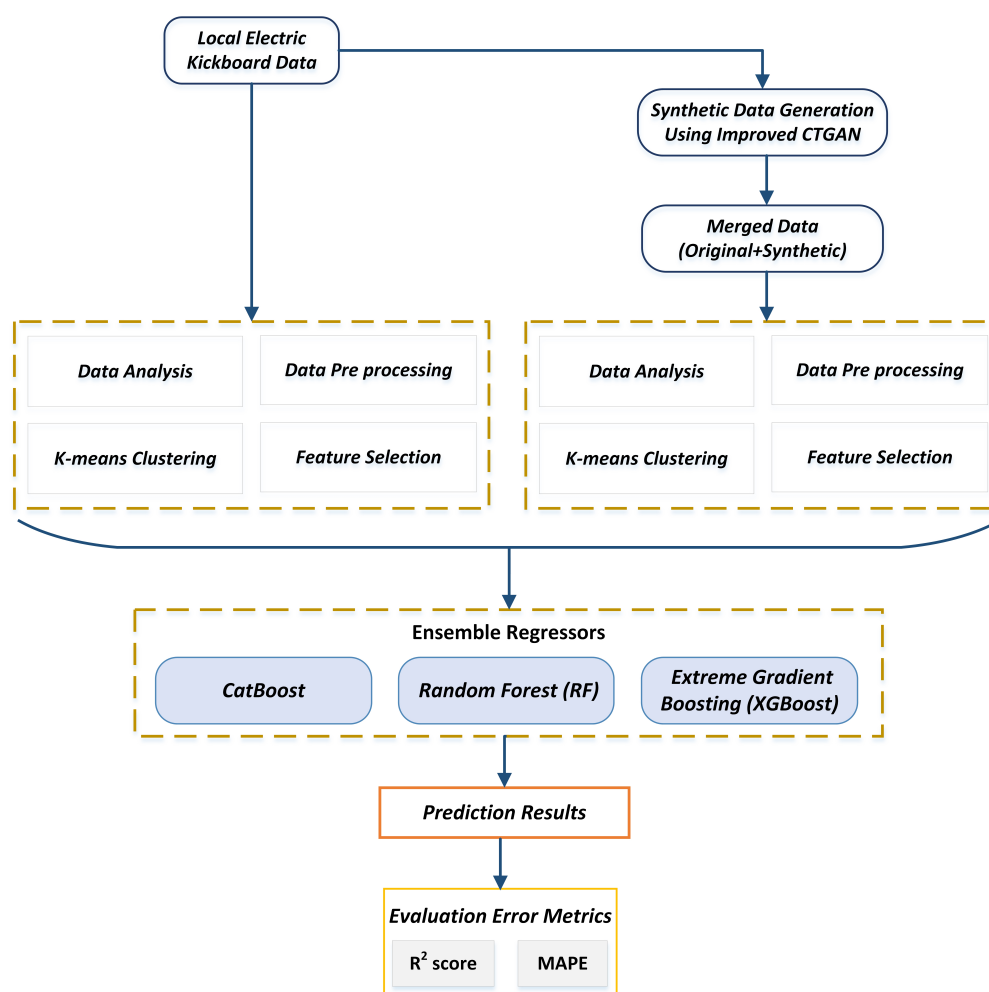 Local Electric
Kickboard Data
Synthetic Data Generation
Using Improved CTGAN
Merged Data
(Original+Synthetic)
Data Analysis
Data Pre processing
K-means Clustering
Feature Selection
Data Analysis
Data Pre processing
K-means Clustering
Feature Selection
Ensemble Regressors
CatBoost
Random Forest (RF)
Extreme Gradient
Boosting (XGBoost)
Prediction Results
Evaluation Error Metrics
R² score
MAPE